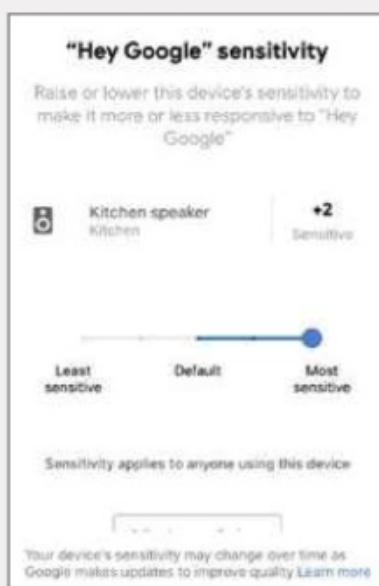 “Hey Google” sensitivity
Raise or lower this device's sensitivity to
make it more or less responsive to "Hey
Google"
Kitchen speaker
Kitchen
+2
Sensitive
Least
sensitive
Default
Most
sensitive
Sensitivity applies to anyone using this device
Your device's sensitivity may change over time as
Google makes updates to improve quality Learn more